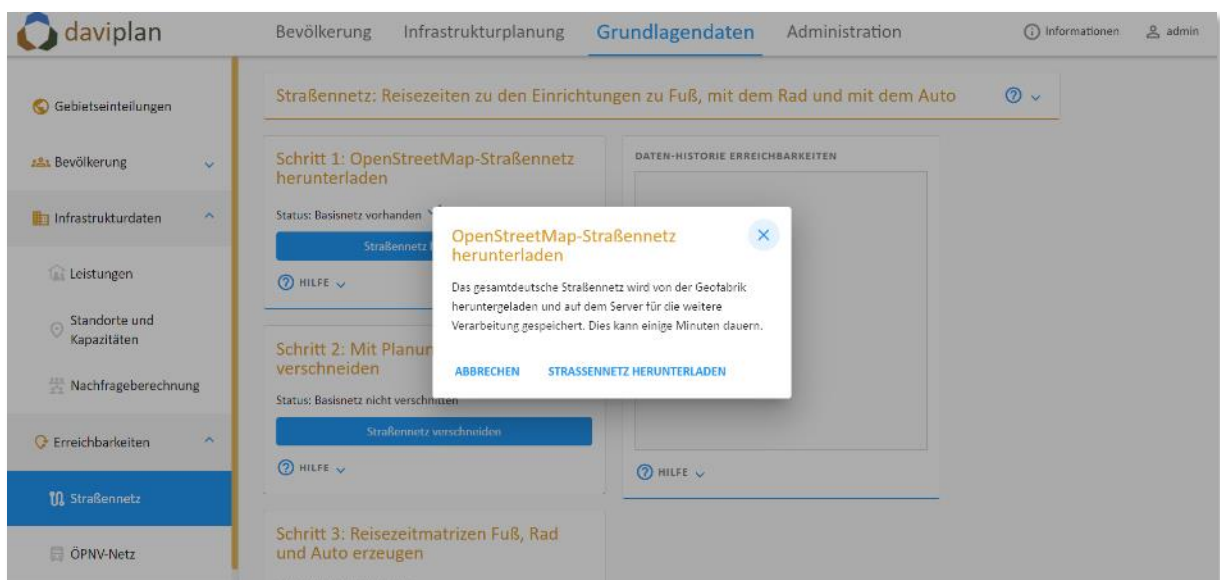 daviplan
Bevölkerung Infrastrukturplanung Grundlagendaten Administration
Informationen
admin
Gebietseinteilungen
Bevölkerung
Infrastrukturdaten
Leistungen
Standorte und
Kapazitäten
Nachfrageberechnung
Erreichbarkeiten
Straßennetz
ÖPNV-Netz
Straßennetz: Reisezeiten zu den Einrichtungen zu Fuß, mit dem Rad und mit dem Auto
Schritt 1: OpenStreetMap-Straßennetz
herunterladen
Status: Basisnetz vorhanden
Straßennetz
HILFE
Schritt 2: Mit
verschneiden
Status: Basisnetz nicht verschnitten
Straßennetz verschneiden
HILFE
Schritt 3: Reisezeitmatrizen Fuß, Rad
und Auto erzeugen
DATEN-HISTORIE ERREICHBARKEITEN
HILFE
OpenStreetMap-Straßennetz
herunterladen
Das gesamtdeutsche Straßennetz wird von der Geofabrik
heruntergeladen und auf dem Server für die weitere
Verarbeitung gespeichert. Dies kann einige Minuten dauern.
ABBRECHEN STRASSENNETZ HERUNTERLADEN